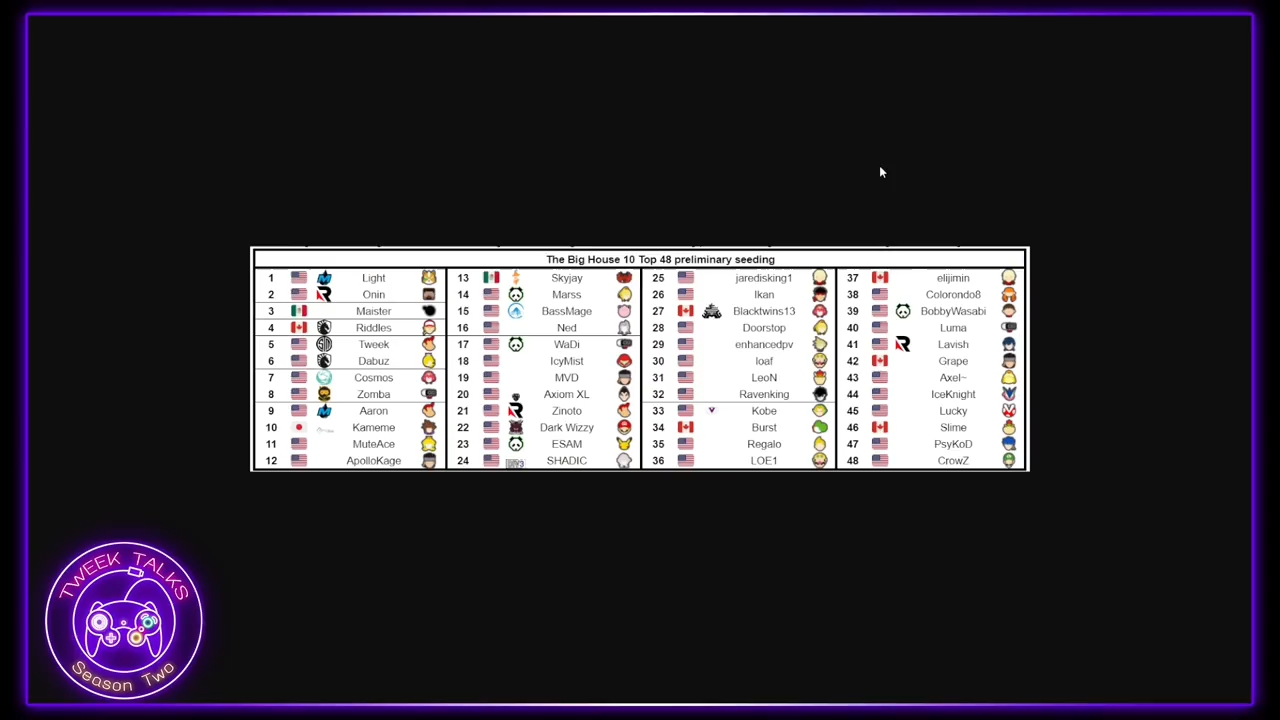 The Big House 10 Top 48 preliminary seeding
1 Light 13 Skyjay 25 jaredisking1 37 elijimin
2 Onin 14 Marss 26 Ikan 38 Colorondo8
3 Maister 15 BassMage 27 Blacktwins13 39 BobbyWasabi
4 Riddles 16 Ned 28 Doorstop 40 Luma
5 Tweek 17 WaDi 29 enhancedpv 41 Lavish
6 Dabuz 18 IcyMist 30 loaf 42 Grape
7 Cosmos 19 MVD 31 LeoN 43 Axel~
8 Zomba 20 Axiom XL 32 Ravenking 44 IceKnight
9 Aaron 21 Zinoto 33 Kobe 45 Lucky
10 Kameme 22 Dark Wizzy 34 Burst 46 Slime
11 MuteAce 23 ESAM 35 Regalo 47 PsyKoD
12 ApolloKage 24 SHADIC 36 LOE1 48 CrowZ
TWEEK TALKS
Season Two